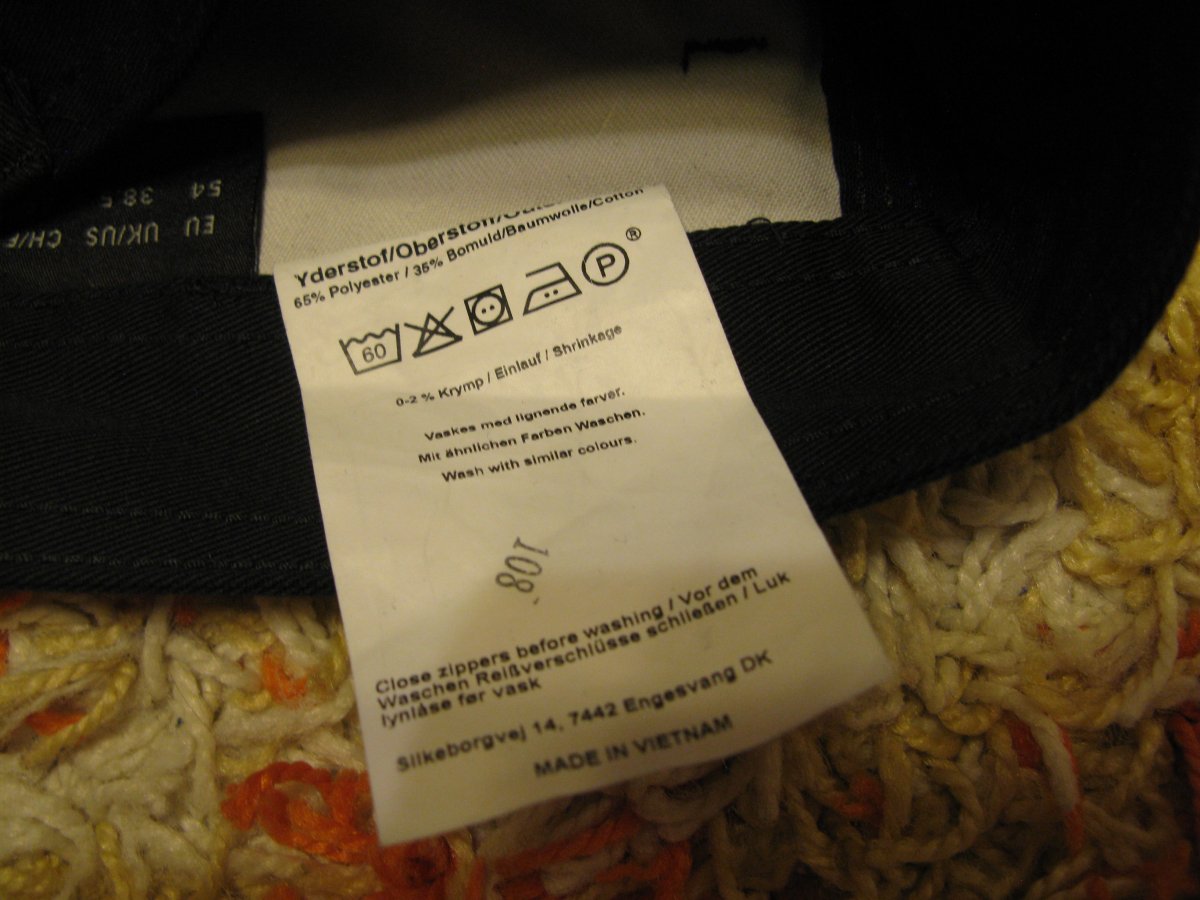 Yderstof/Oberstoff/
65% Polyester / 35% Bomuld/Baumwolle/Cotton
60
P
®
0-2 % Krymp / Einlauf / Shrinkage
Vaskes med lignende farver.
Mit ähnlichen Farben Waschen.
Wash with similar colours.
108.
Close zippers before washing / Vor dem
Waschen Reißverschlüsse schließen / Luk
lynlåse før vask
Silkeborgvej 14, 7442 Engesvang DK
MADE IN VIETNAM
EU UK/US
54